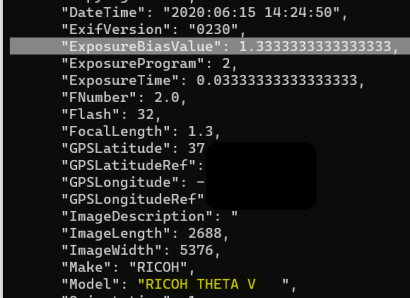 "DateTime": "2020:06:15 14:24:50",
"ExifVersion": "0230",
"ExposureBiasValue": 1.3333333333333333,
"ExposureProgram": 2,
"ExposureTime": 0.03333333333333333,
"FNumber": 2.0,
"Flash": 32,
"FocalLength": 1.3,
"GPSLatitude": 37
"GPSLatitudeRef":
"GPSLongitude": -
"GPSLongitudeRef"
"ImageDescription": "
"ImageLength": 2688,
"ImageWidth": 5376,
"Make": "RICOH",
"Model": "RICOH THETA V   ",